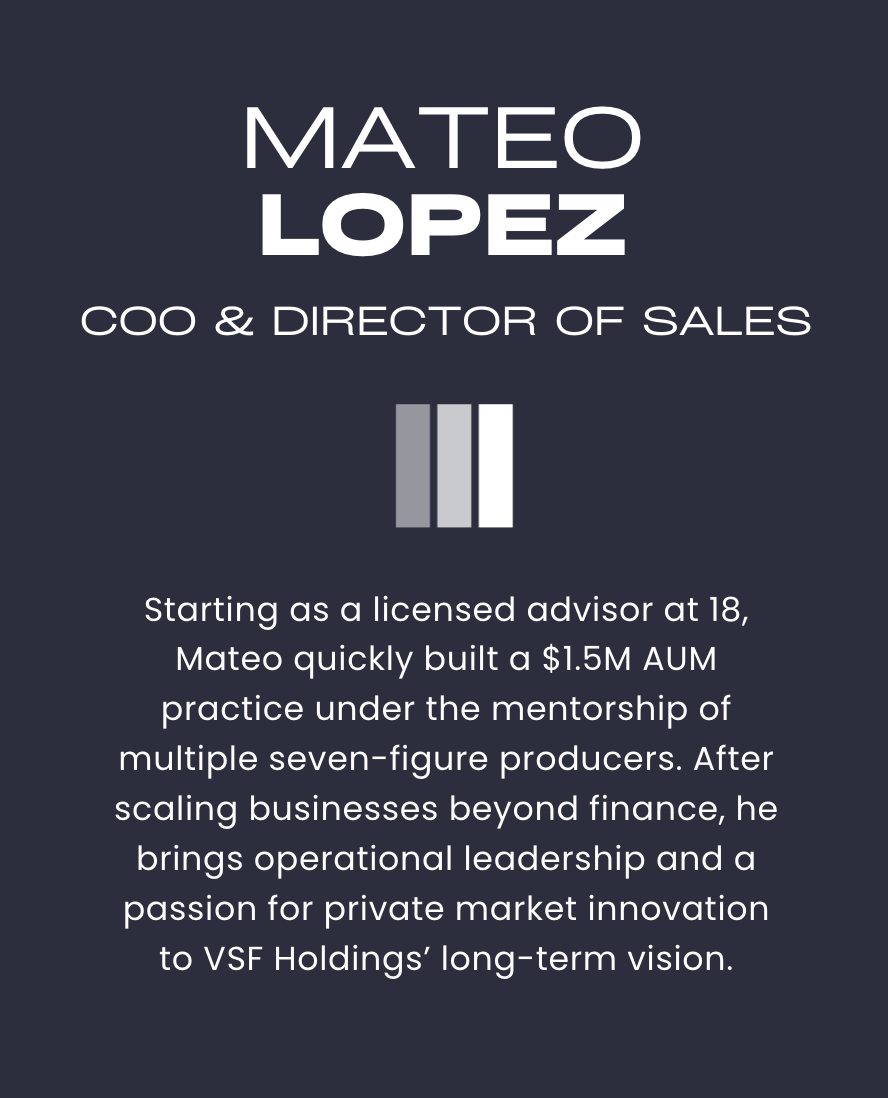 MATEO
LOPEZ
COO & DIRECTOR OF SALES
Starting as a licensed advisor at 18,
Mateo quickly built a $1.5M AUM
practice under the mentorship of
multiple seven-figure producers. After
scaling businesses beyond finance, he
brings operational leadership and a
passion for private market innovation
to VSF Holdings’ long-term vision.